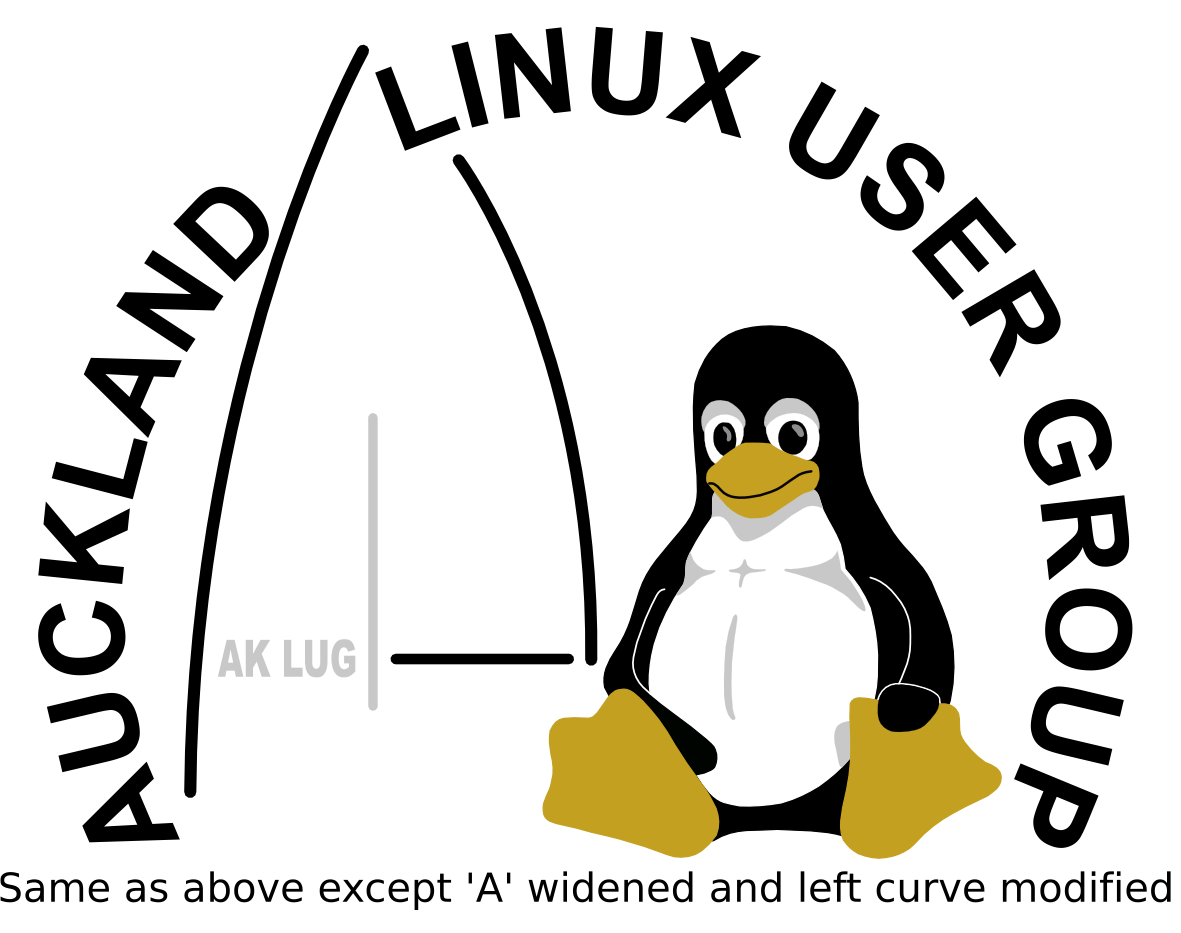 AUCKLAND LINUX USER GROUP
AK LUG
Same as above except 'A' widened and left curve modified